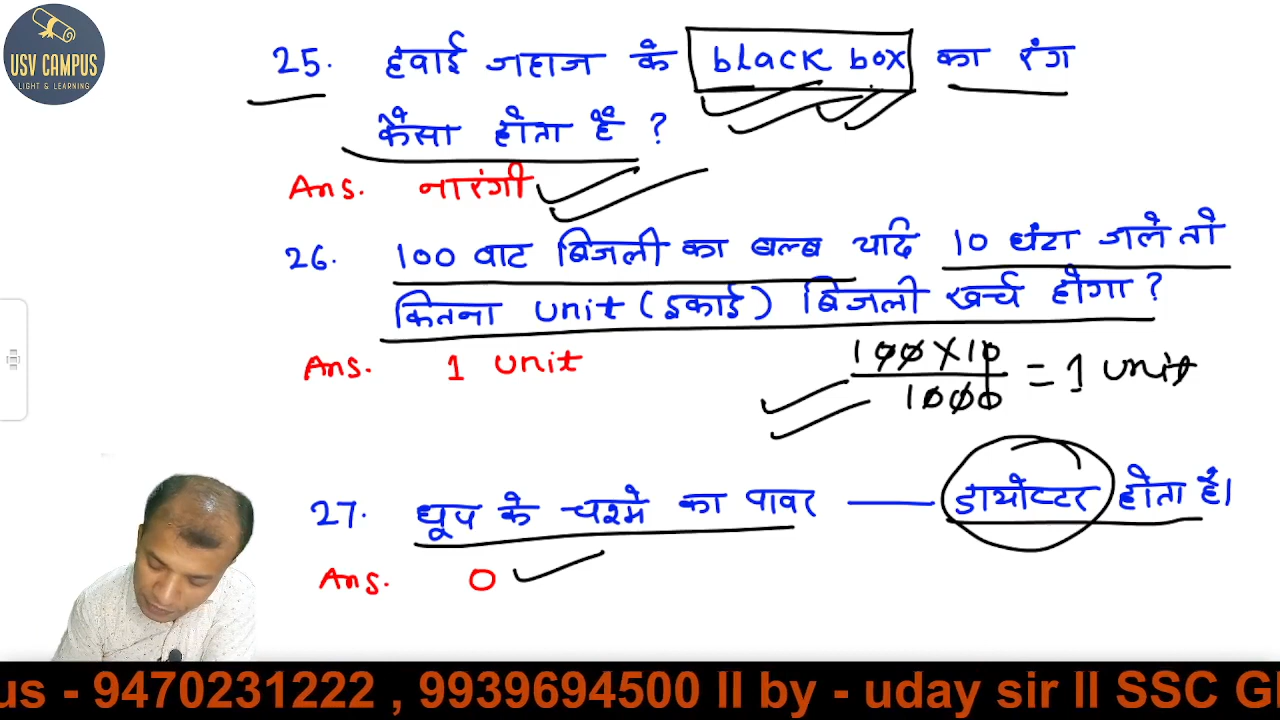 USV CAMPUS
LIGHT & LEARNING
25. हवाई जहाज के black box का रंग
कैसा होता है ?
Ans. नारंगी
26. 100 वाट बिजली का बल्ब यदि 10 घंटा जले तो
कितना unit (इकाई) बिजली खर्च होगा ?
Ans. 1 unit
100 X 10
1000
= 1 unit
27. धूप के चश्मे का पावर —— डायोप्टर होता है।
Ans. 0
us - 9470231222 , 9939694500 ll by - uday sir ll SSC G